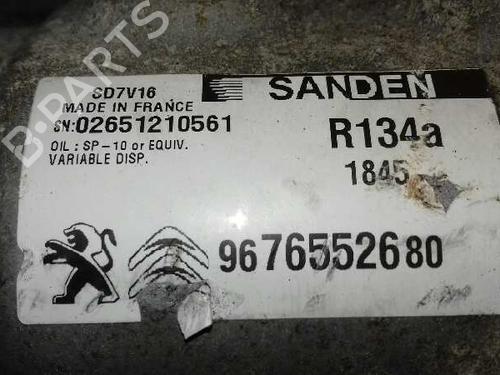 B-PARTS
SD7V16
SANDEN
MADE IN FRANCE
SN:02651210561
R134a
OIL : SP-10 or EQUIV.
VARIABLE DISP.
1845
9676552680